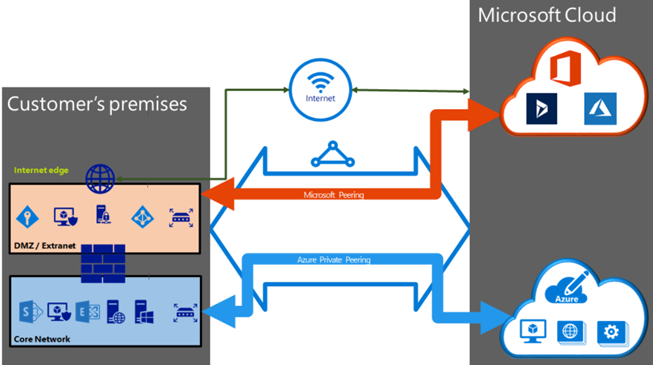 Microsoft Cloud
Internet
Customer's premises
Internet edge
Microsoft Peering
DMZ / Extranet
Azure Private Peering
Azure
Core Network